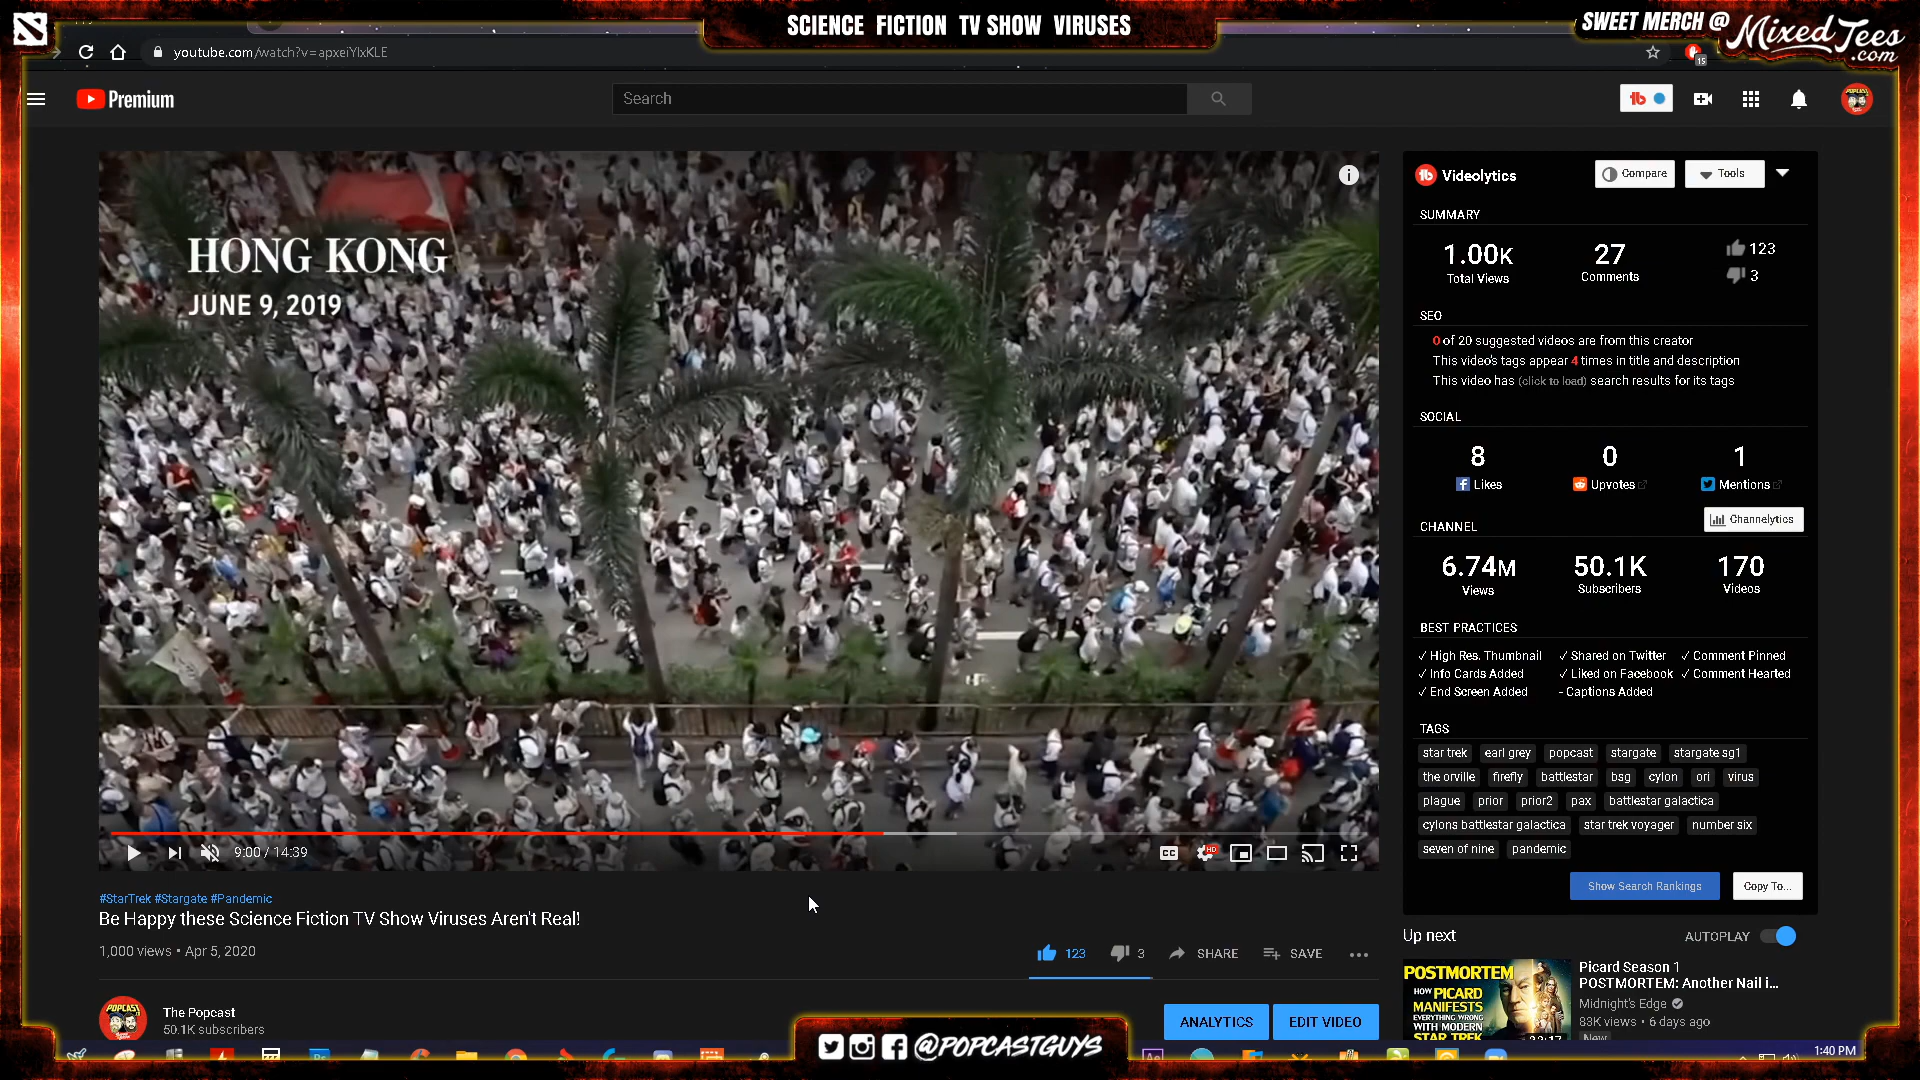 SCIENCE FICTION TV SHOW VIRUSES
SWEET MERCH @ MixedTees.com
youtube.com/watch?v=apxeiYlxKLE
15
Premium
Search
HONG KONG
JUNE 9, 2019
9:00 / 14:39
CC
HD
#StarTrek #Stargate #Pandemic
Be Happy these Science Fiction TV Show Viruses Aren't Real!
1,000 views • Apr 5, 2020
123
3
SHARE
SAVE
The Popcast
50.1K subscribers
ANALYTICS
EDIT VIDEO
Videolytics
Compare
Tools
SUMMARY
1.00K
Total Views
27
Comments
123
3
SEO
0 of 20 suggested videos are from this creator
This video's tags appear 4 times in title and description
This video has (click to load) search results for its tags
SOCIAL
8
Likes
0
Upvotes
1
Mentions
CHANNEL
Channelytics
6.74M
Views
50.1K
Subscribers
170
Videos
BEST PRACTICES
✓ High Res. Thumbnail ✓ Shared on Twitter ✓ Comment Pinned
✓ Info Cards Added ✓ Liked on Facebook ✓ Comment Hearted
✓ End Screen Added - Captions Added
TAGS
star trek earl grey popcast stargate stargate sg1
the orville firefly battlestar bsg cylon ori virus
plague prior prior2 pax battlestar galactica
cylons battlestar galactica star trek voyager number six
seven of nine pandemic
Show Search Rankings
Copy To...
Up next
AUTOPLAY
POSTMORTEM
HOW PICARD
MANIFESTS
EVERYTHING WRONG
WITH MODERN
STAR TREK
Picard Season 1
POSTMORTEM: Another Nail i...
Midnight's Edge
83K views • 6 days ago
New
@POPCASTGUYS
1:40 PM